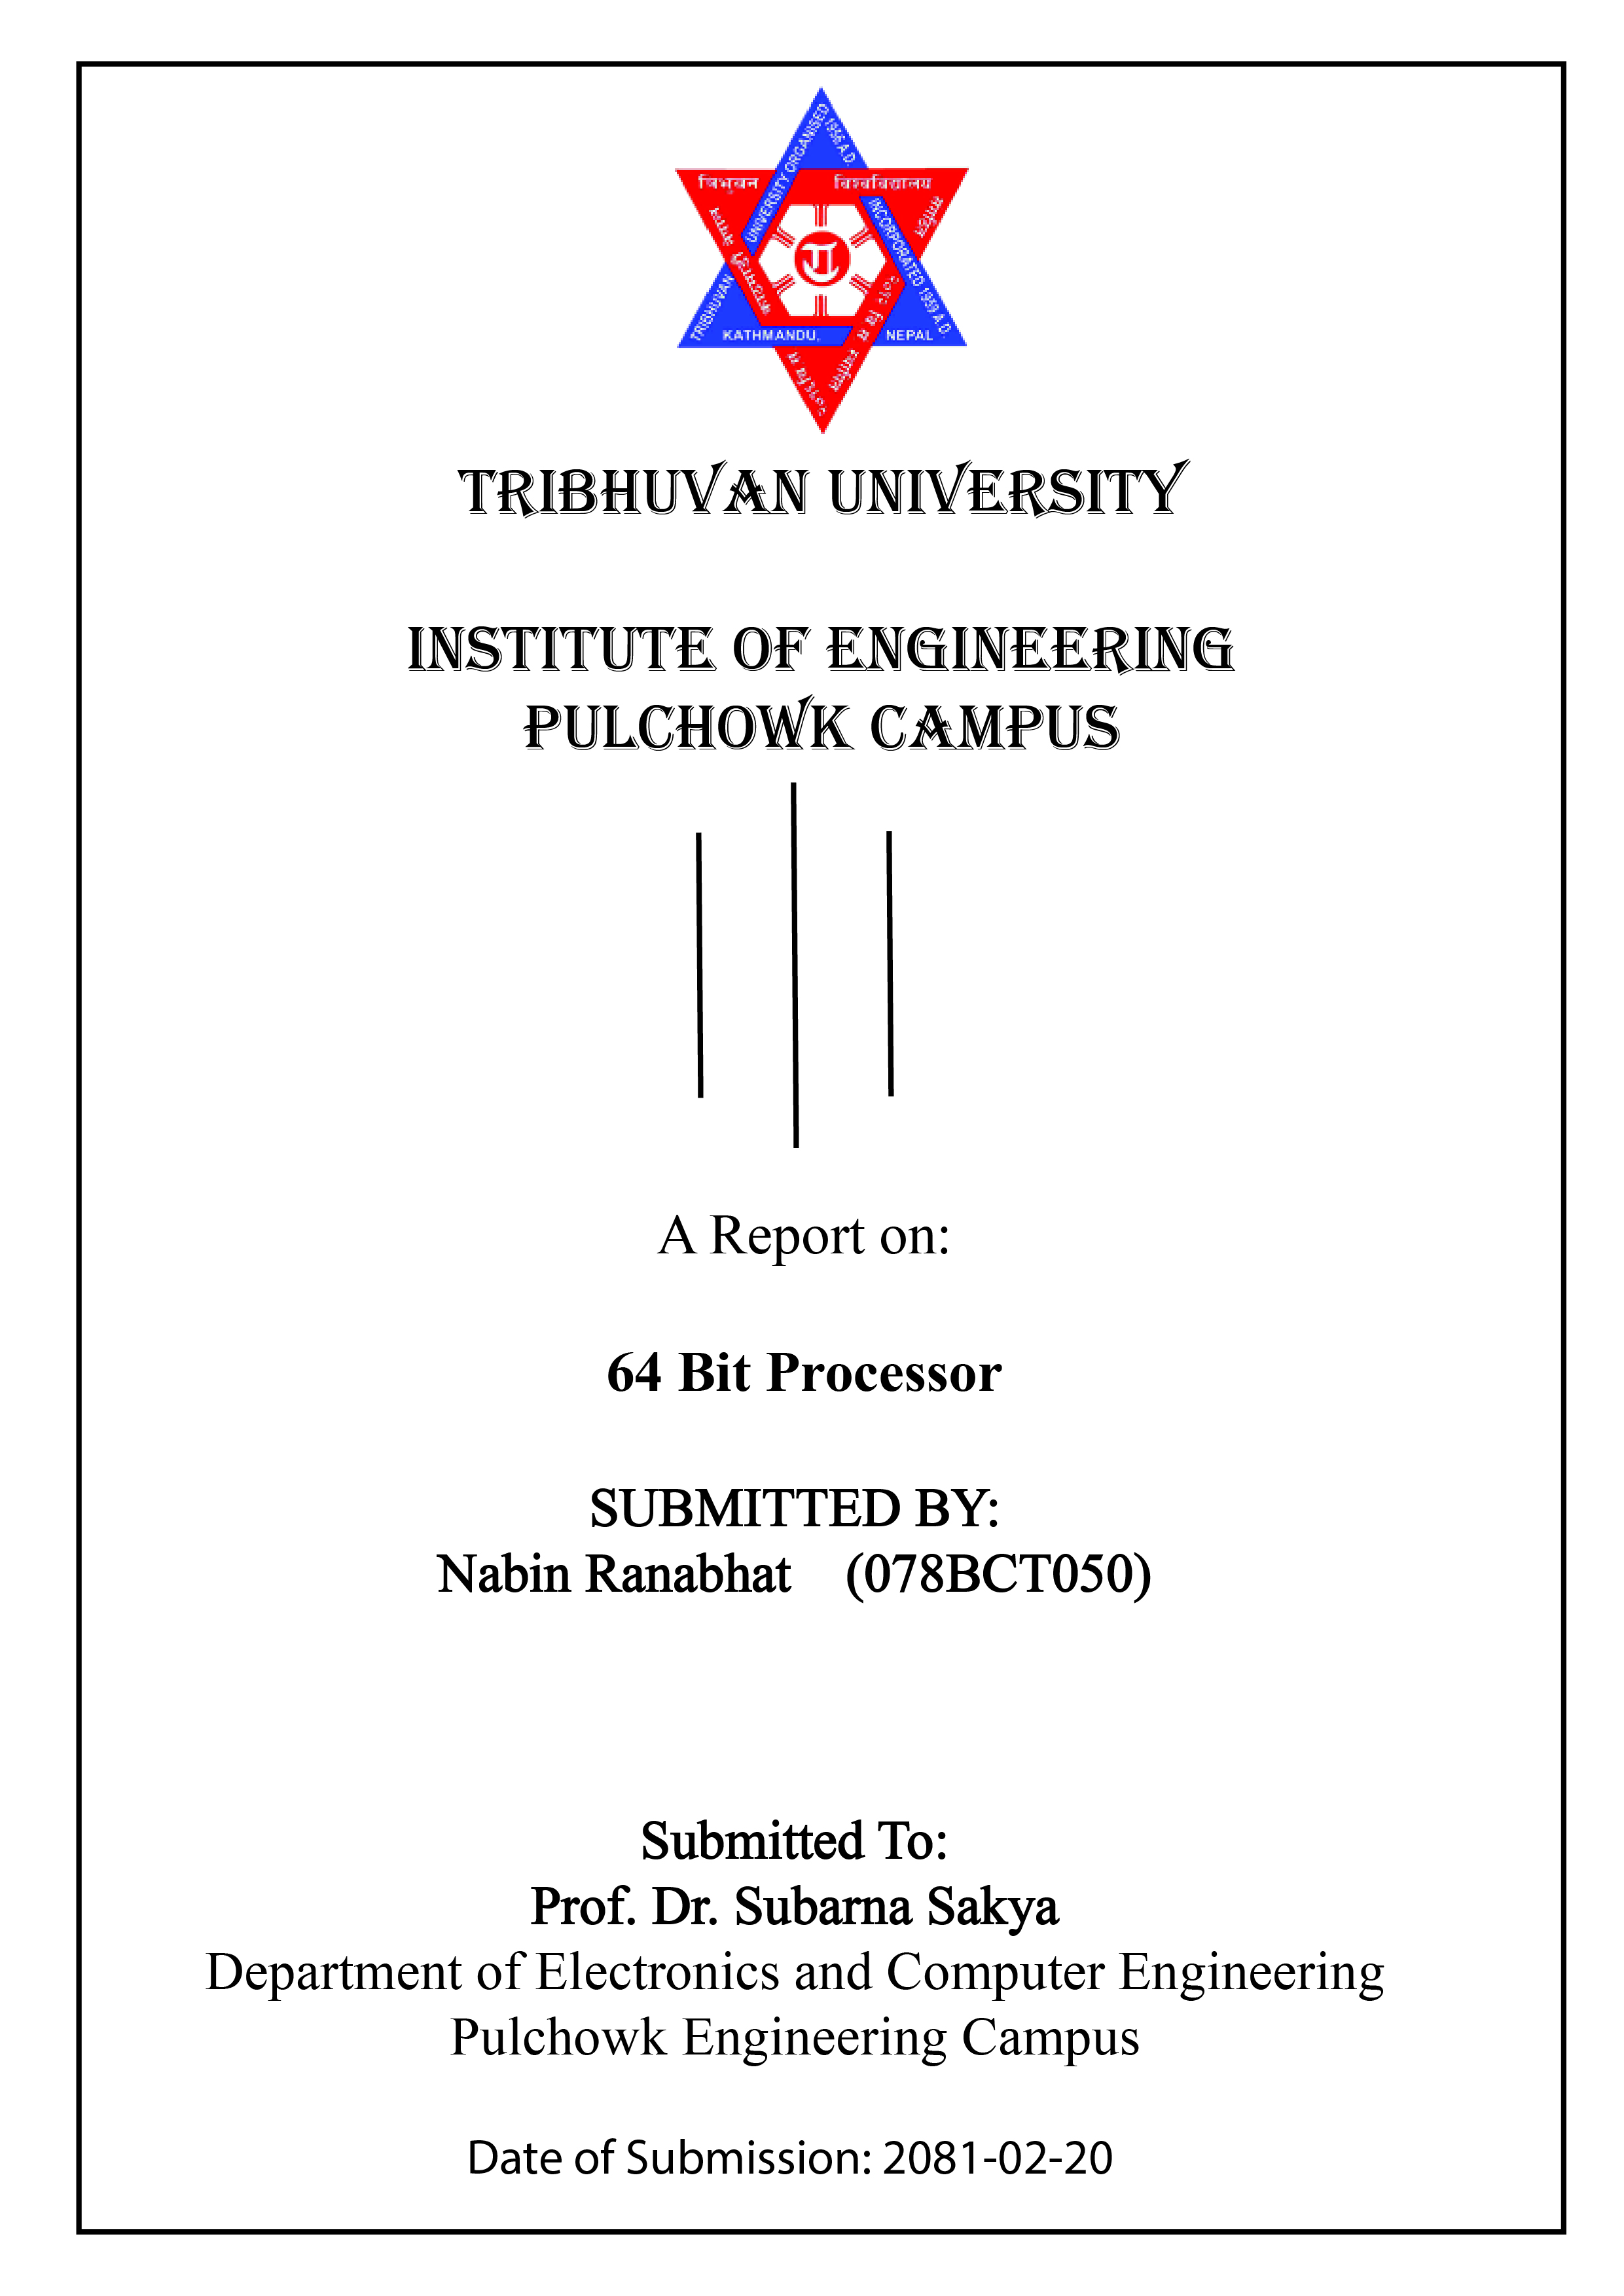 UNIVERSITY ORGANISED
1956 A.D.
त्रिभुवन
विश्वविद्यालय
INCORPORATED 1959 A.D.
TRIBHUVAN
KATHMANDU,
NEPAL
TRIBHUVAN UNIVERSITY
INSTITUTE OF ENGINEERING
PULCHOWK CAMPUS
A Report on:
64 Bit Processor
SUBMITTED BY:
Nabin Ranabhat (078BCT050)
Submitted To:
Prof. Dr. Subarna Sakya
Department of Electronics and Computer Engineering
Pulchowk Engineering Campus
Date of Submission: 2081-02-20